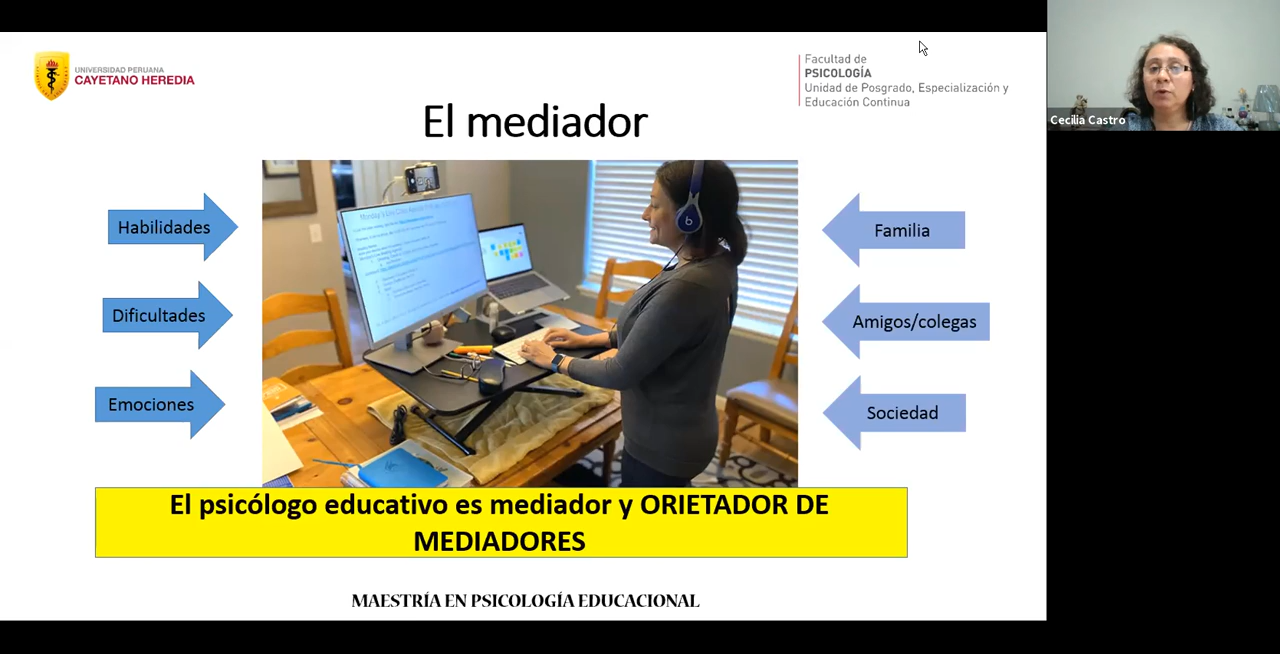 UNIVERSIDAD PERUANA
CAYETANO HEREDIA
Facultad de
PSICOLOGÍA
Unidad de Posgrado, Especialización y
Educación Continua
El mediador
Habilidades
Dificultades
Emociones
Familia
Amigos/colegas
Sociedad
El psicólogo educativo es mediador y ORIETADOR DE
MEDIADORES
MAESTRÍA EN PSICOLOGÍA EDUCACIONAL
Cecilia Castro